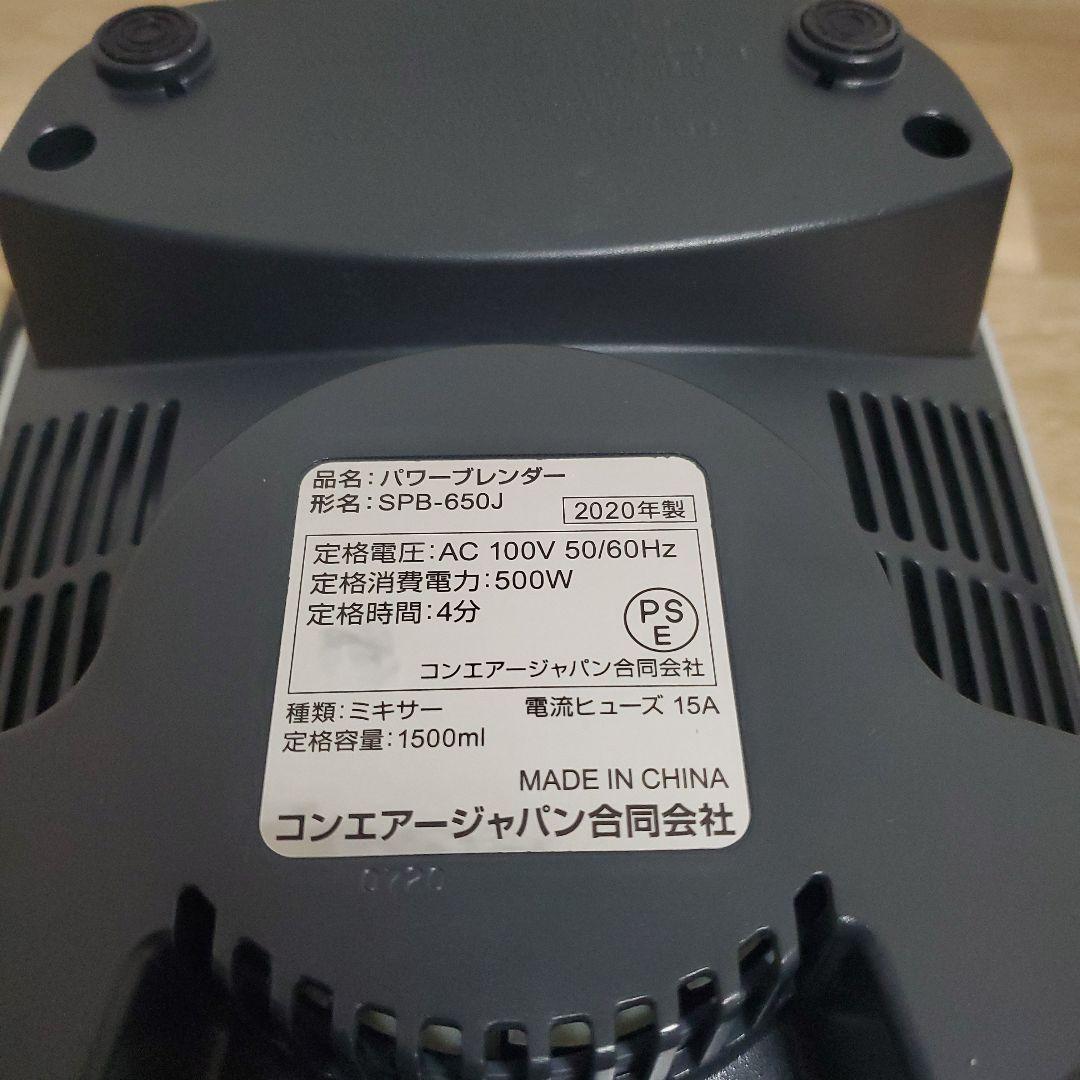 品名:パワーブレンダー
形名:SPB-650J
2020年製
定格電圧:AC 100V 50/60Hz
定格消費電力:500W
定格時間:4分
PS
E
コンエアージャパン合同会社
種類:ミキサー 電流ヒューズ 15A
定格容量:1500ml
MADE IN CHINA
コンエアージャパン合同会社